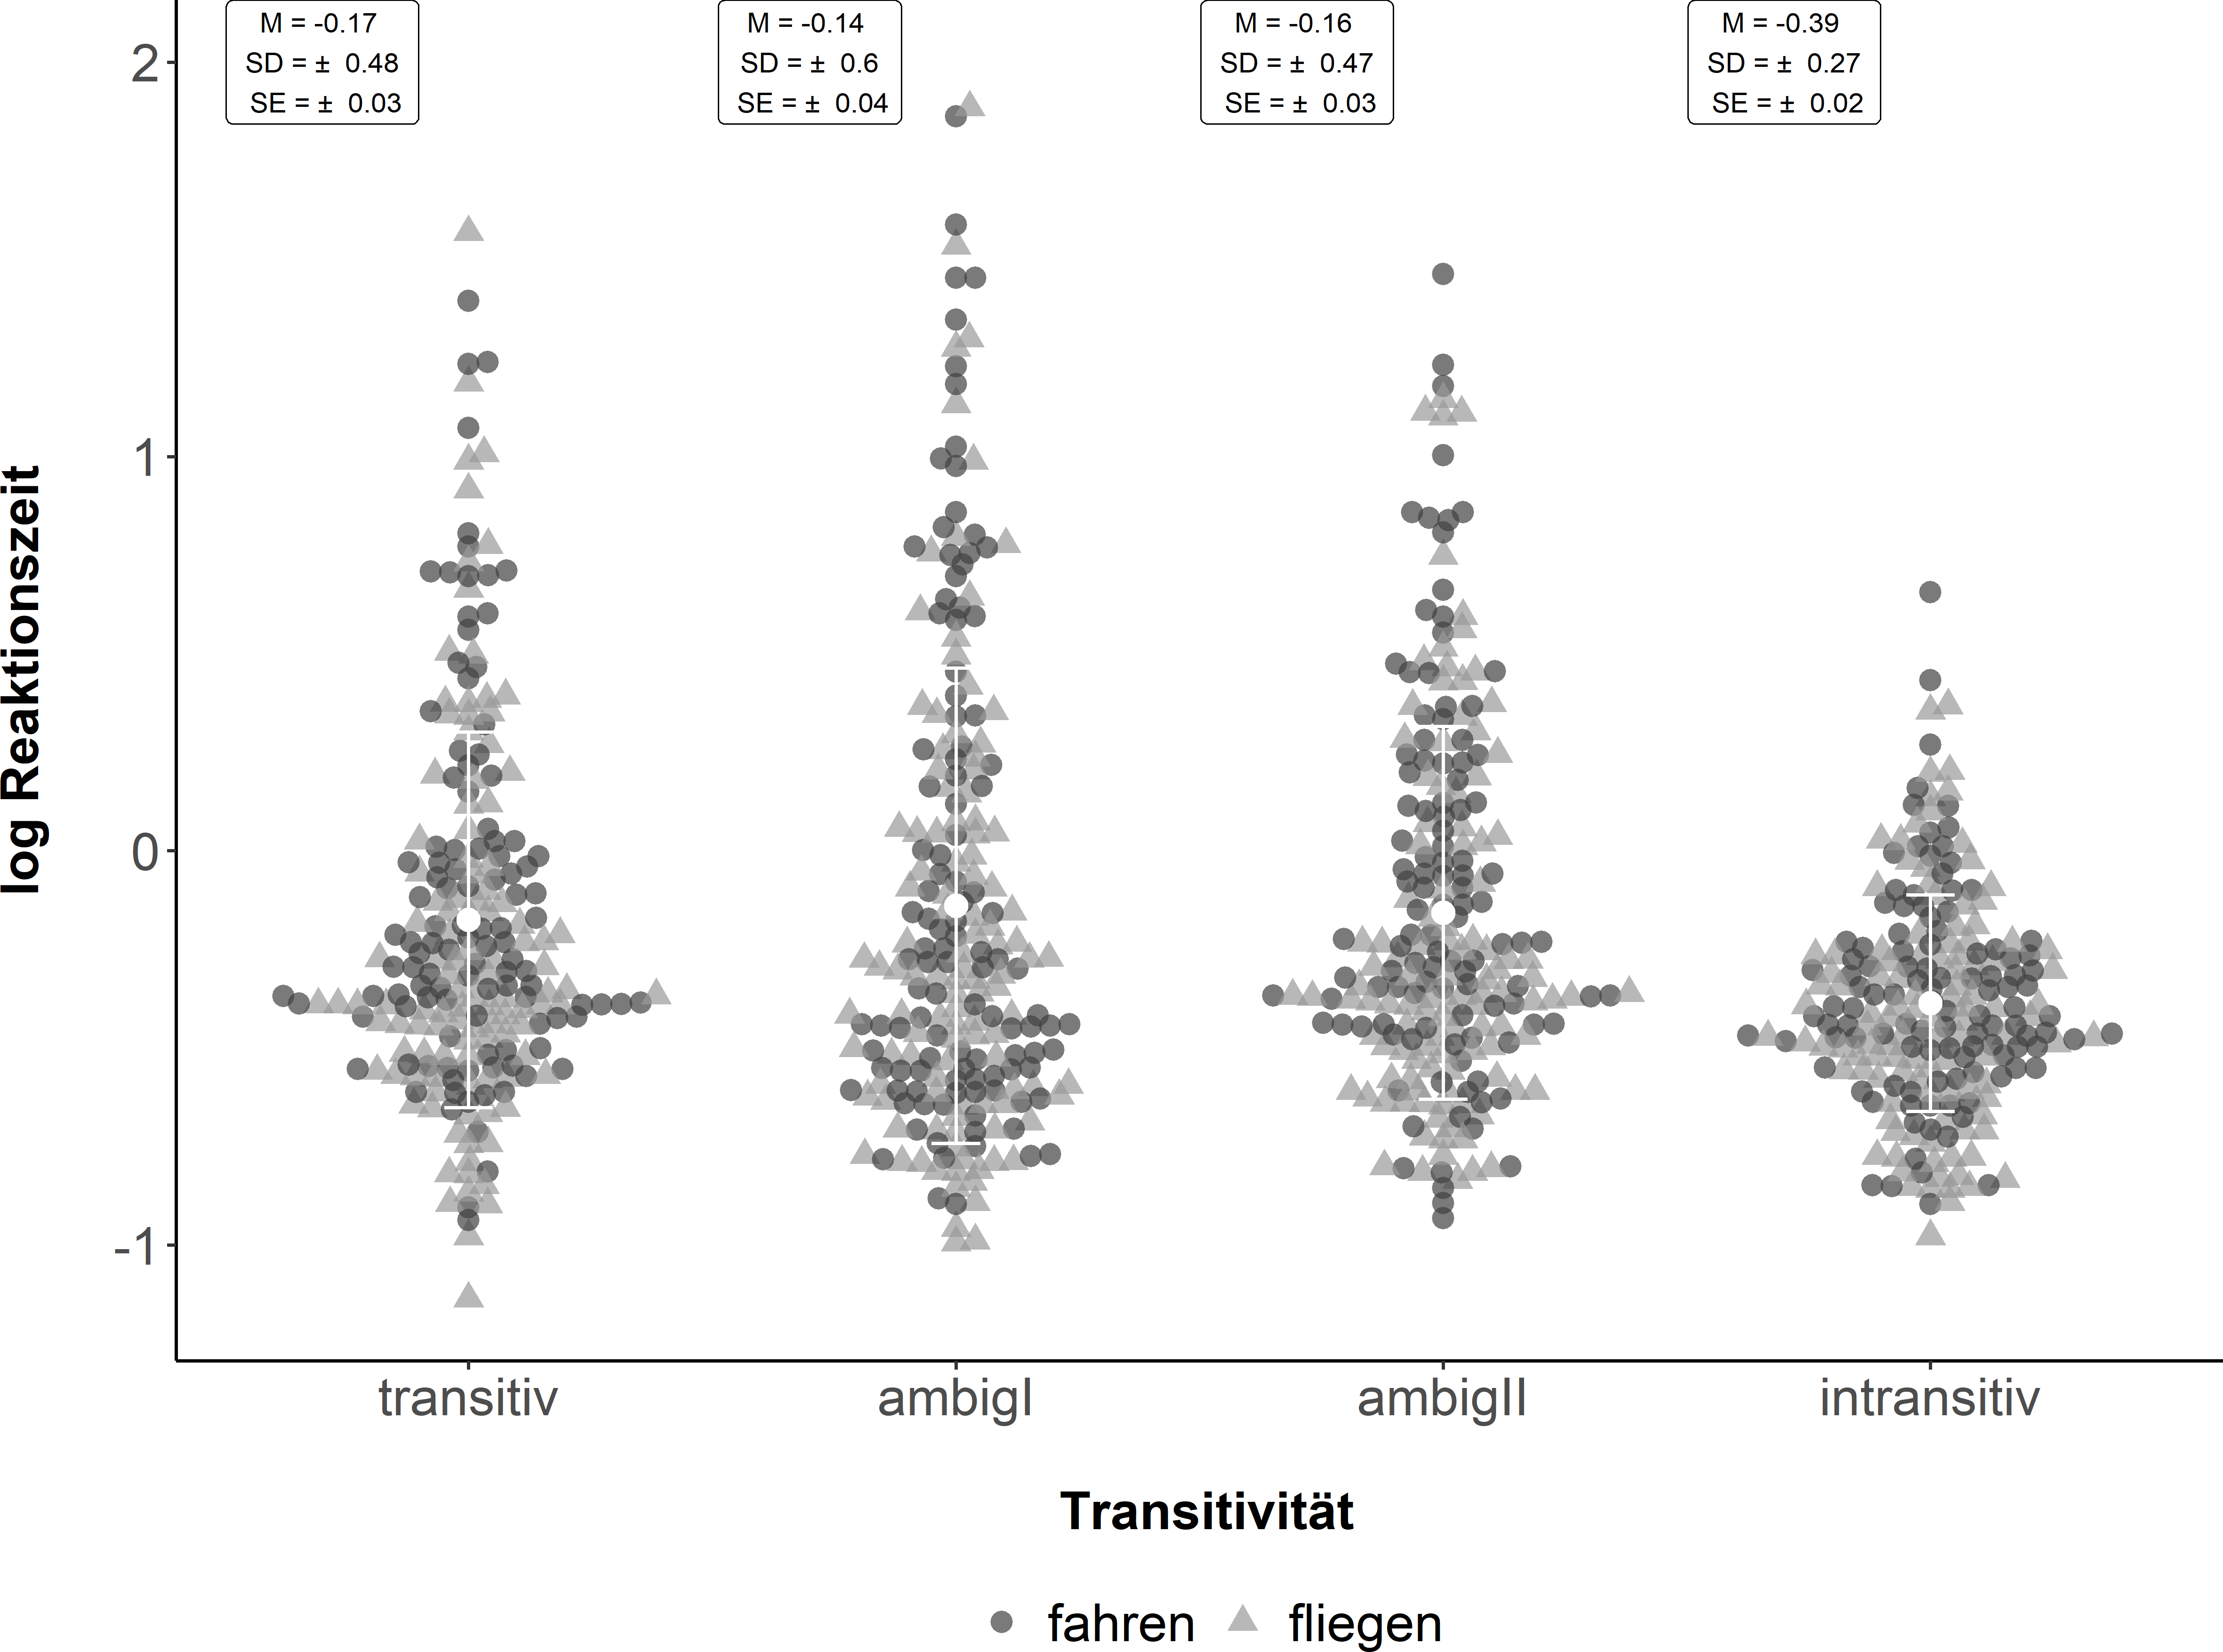 M = -0.17
SD = ± 0.48
SE = ± 0.03
M = -0.14
SD = ± 0.6
SE = ± 0.04
M = -0.16
SD = ± 0.47
SE = ± 0.03
M = -0.39
SD = ± 0.27
SE = ± 0.02
log Reaktionszeit
2
1
0
-1
transitiv
ambigI
ambigII
intransitiv
Transitivität
fahren
fliegen